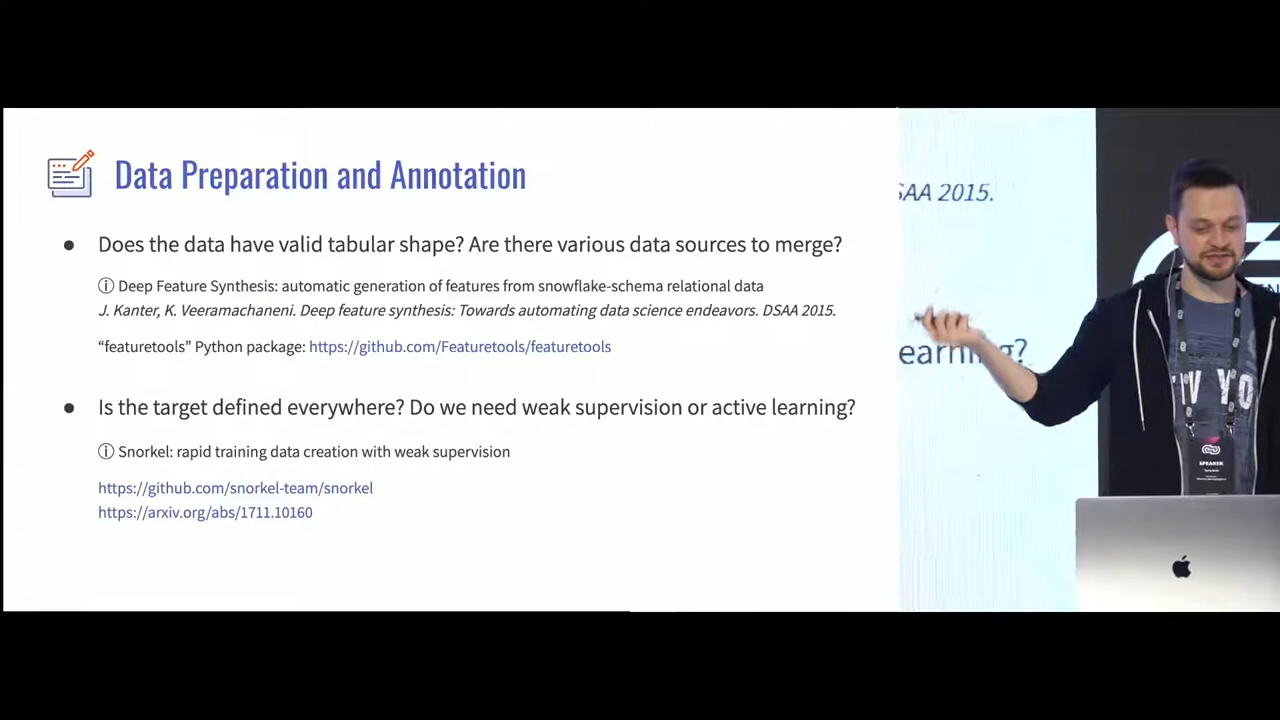 Data Preparation and Annotation
● Does the data have valid tabular shape? Are there various data sources to merge?
ⓘ Deep Feature Synthesis: automatic generation of features from snowflake-schema relational data
J. Kanter, K. Veeramachaneni. Deep feature synthesis: Towards automating data science endeavors. DSAA 2015.
“featuretools” Python package: https://github.com/Featuretools/featuretools
● Is the target defined everywhere? Do we need weak supervision or active learning?
ⓘ Snorkel: rapid training data creation with weak supervision
https://github.com/snorkel-team/snorkel
https://arxiv.org/abs/1711.10160
SAA 2015.
earning?
SPEAKER